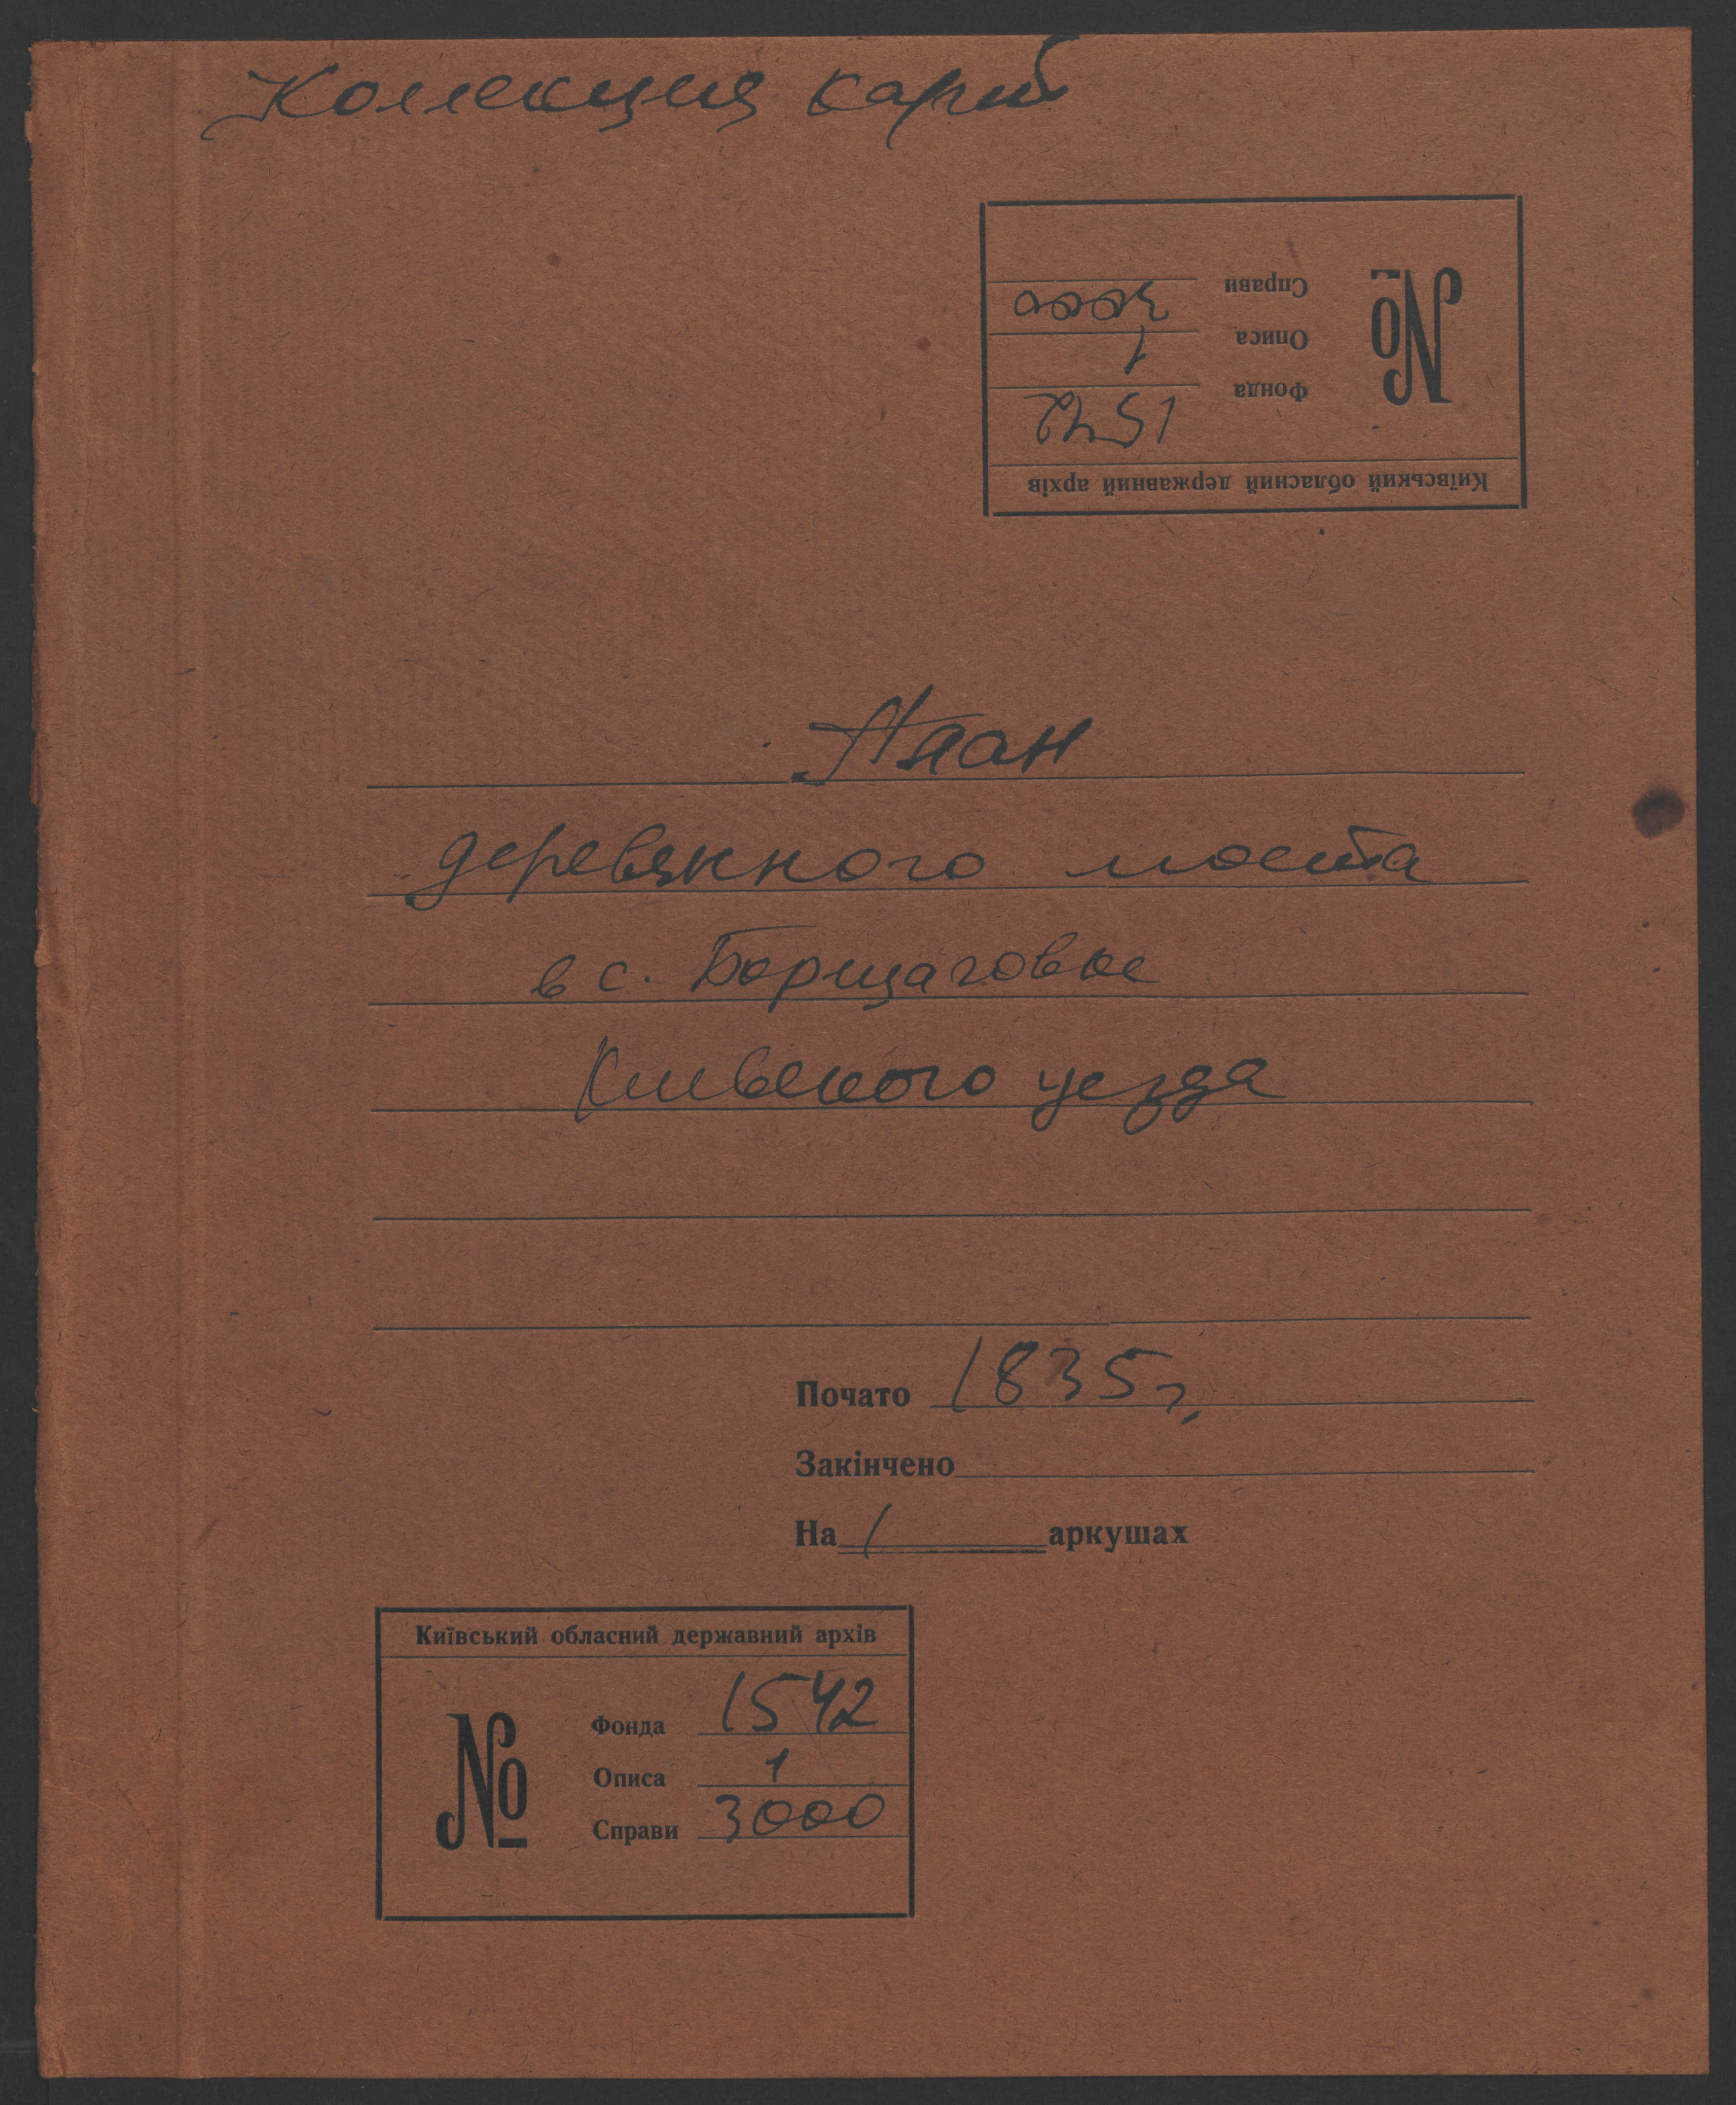 Коллекция карт
Київський обласний державний архів
№
Фонда 1542
Описа 1
Справи 3000
План
деревянного моста
в с. Борщаговке
Киевского уезда
Почато 1835 г.
Закінчено
На 1 аркушах
Київський обласний державний архів
№
Фонда 1542
Описа 1
Справи 3000